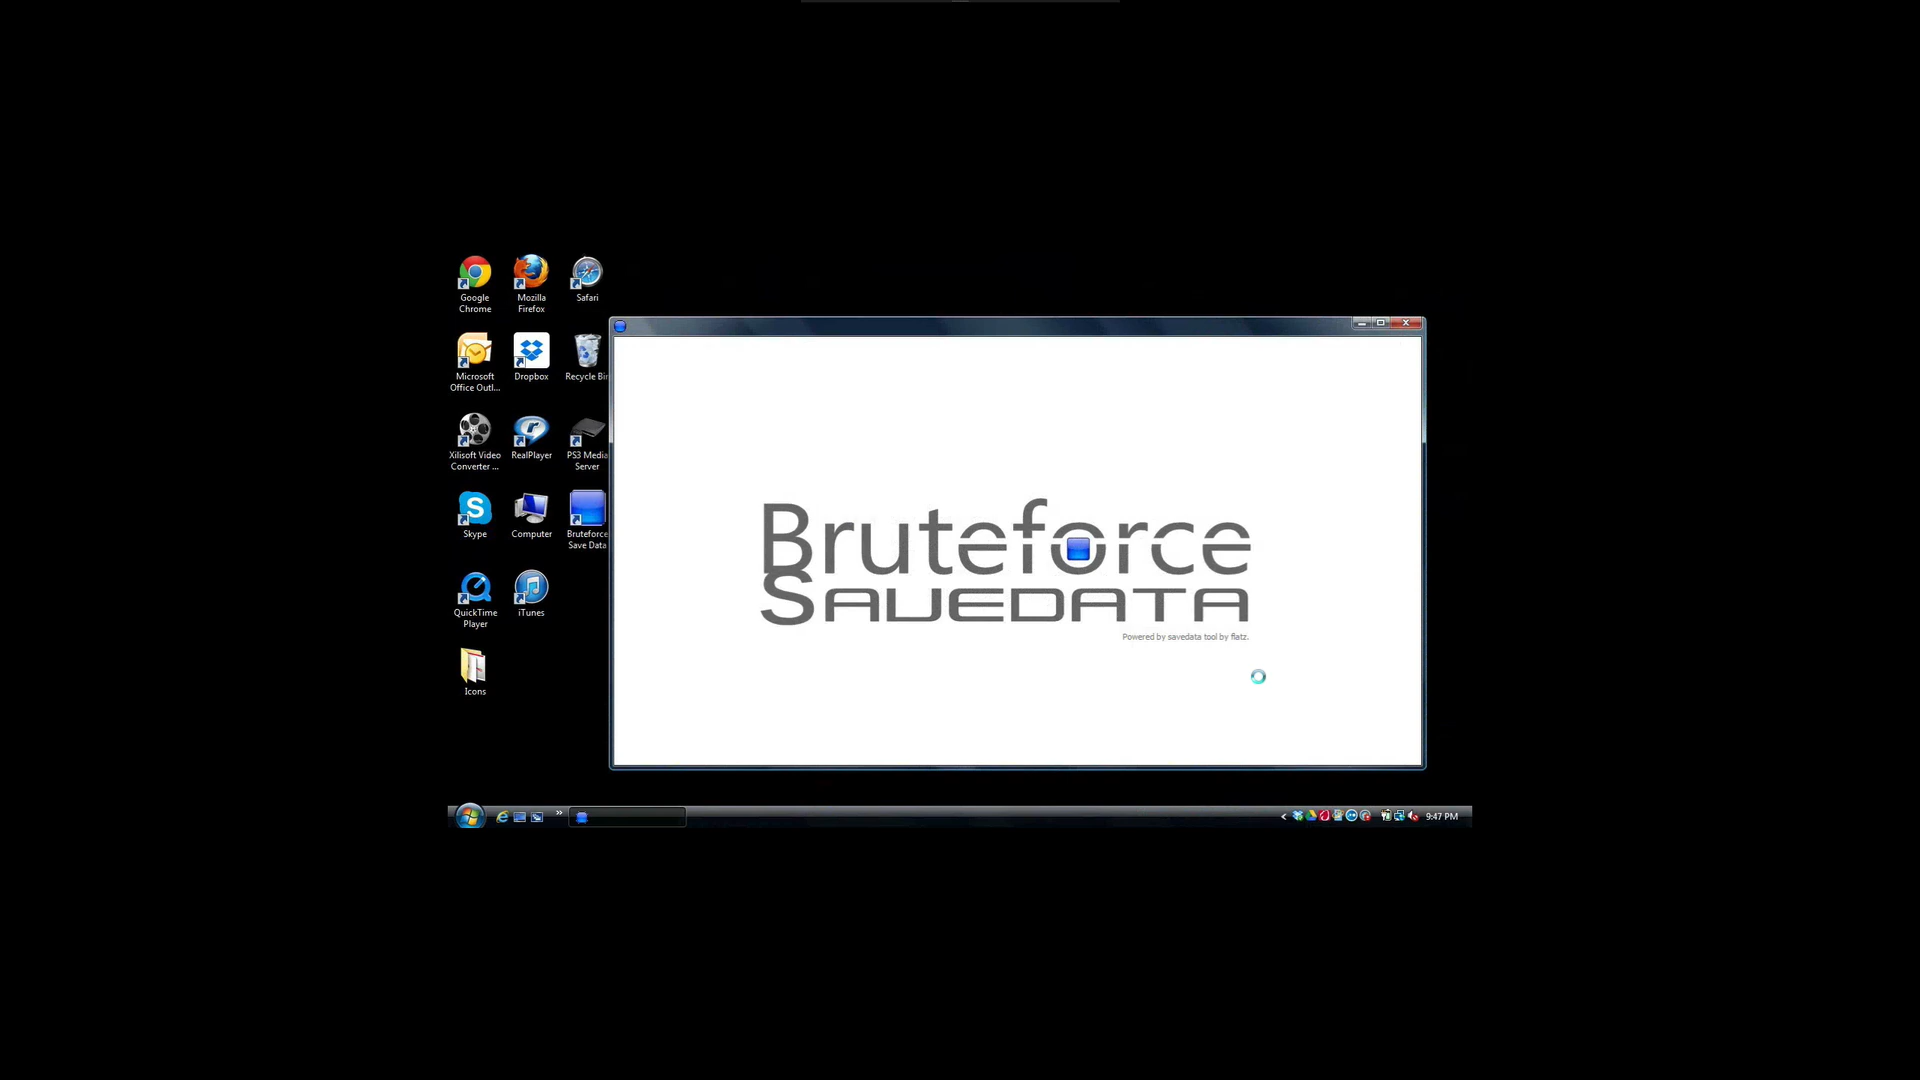 Google
Chrome
Mozilla
Firefox
Safari
Microsoft
Office Outl...
Dropbox
Recycle Bin
Xilisoft Video
Converter ...
RealPlayer
PS3 Media
Server
Skype
Computer
Bruteforce
Save Data
QuickTime
Player
iTunes
Icons
Bruteforce
SAVEDATA
Powered by savedata tool by flatz.
9:47 PM